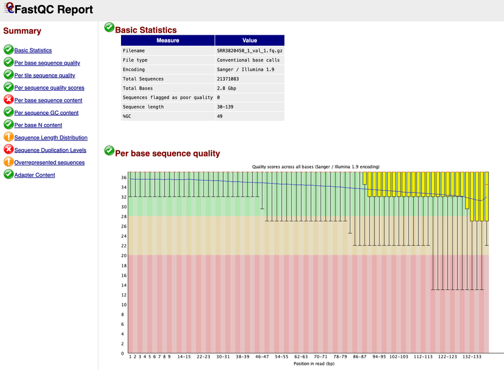 FastQC Report
Summary
Basic Statistics
Per base sequence quality
Per tile sequence quality
Per sequence quality scores
Per base sequence content
Per sequence GC content
Per base N content
Sequence Length Distribution
Sequence Duplication Levels
Overrepresented sequences
Adapter Content
Basic Statistics
Measure Value
Filename SRR3820450_1_val_1.fq.gz
File type Conventional base calls
Encoding Sanger / Illumina 1.9
Total Sequences 21371083
Total Bases 2.8 Gbp
Sequences flagged as poor quality 0
Sequence length 30-139
%GC 49
Per base sequence quality
Quality scores across all bases (Sanger / Illumina 1.9 encoding)
36
34
32
30
28
26
24
22
20
18
16
14
12
10
8
6
4
2
0
1 2 3 4 5 6 7 8 9 14-15 22-23 30-31 38-39 46-47 54-55 62-63 70-71 78-79 86-87 94-95 102-103 112-113 122-123 132-133
Position in read (bp)